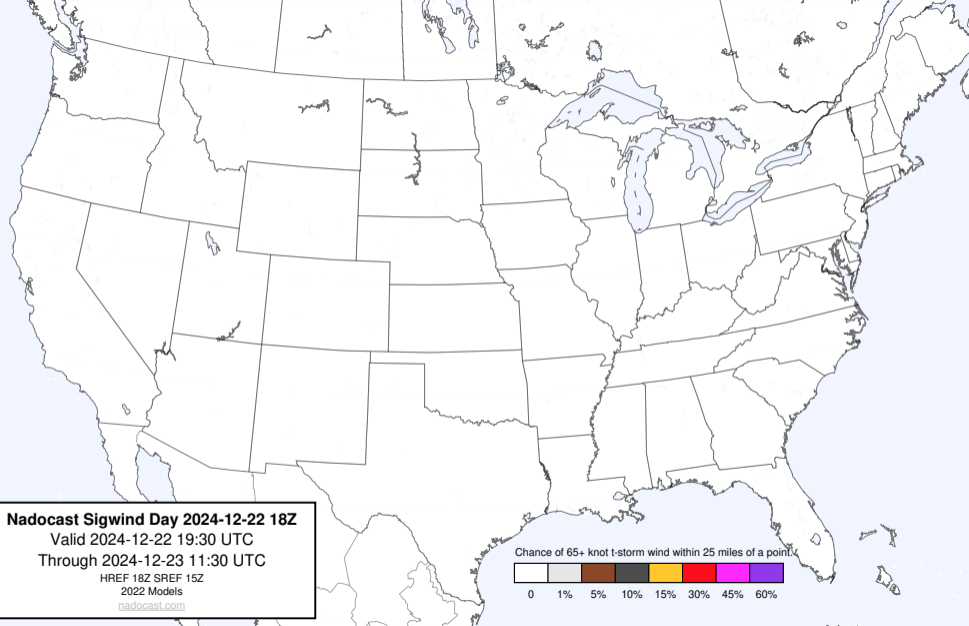 Nadocast Sigwind Day 2024-12-22 18Z
Valid 2024-12-22 19:30 UTC
Through 2024-12-23 11:30 UTC
HREF 18Z SREF 15Z
2022 Models
nadocast.com
Chance of 65+ knot t-storm wind within 25 miles of a point.
0 1% 5% 10% 15% 30% 45% 60%